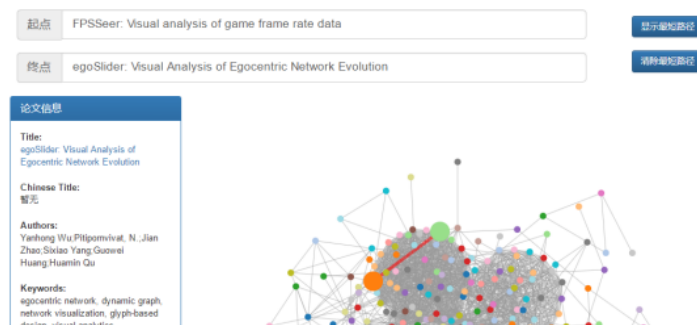 起点 FPSSeer: Visual analysis of game frame rate data
显示最短路径
终点 egoSlider: Visual Analysis of Egocentric Network Evolution
清除最短路径
论文信息
Title:
egoSlider: Visual Analysis of
Egocentric Network Evolution
Chinese Title:
暂无
Authors:
Yanhong Wu;Pitipornvivat, N.;Jian
Zhao;Sixiao Yang;Guowei
Huang;Huamin Qu
Keywords:
egocentric network, dynamic graph,
network visualization, glyph-based
design, visual analytics